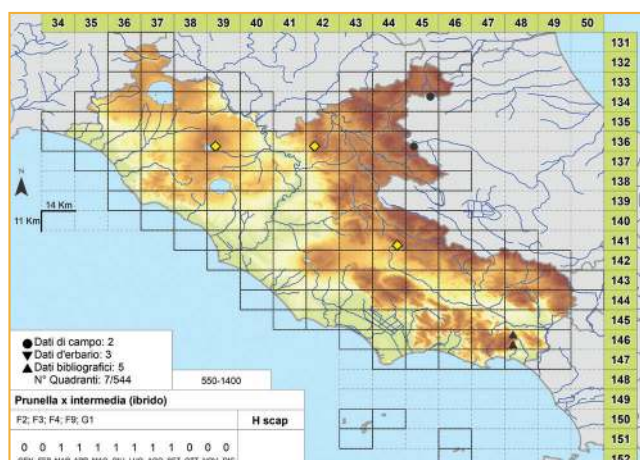 34 35 36 37 38 39 40 41 42 43 44 45 46 47 48 49 50
131
132
133
134
135
136
137
138
139
140
141
142
143
144
145
146
147
148
149
150
151
152
N
14 Km
11 Km
Dati di campo: 2
Dati d'erbario: 3
Dati bibliografici: 5
N° Quadranti: 7/544
550-1400
Prunella x intermedia (ibrido)
F2; F3; F4; F9; G1 H scap
0 0 1 1 1 1 1 1 1 0 0 0